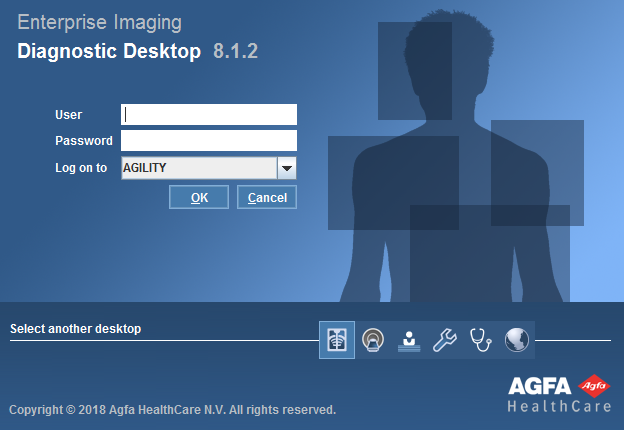 Enterprise Imaging
Diagnostic Desktop 8.1.2
User
Password
Log on to AGILITY
OK Cancel
Select another desktop
AGFA Agfa
HealthCare
Copyright © 2018 Agfa HealthCare N.V. All rights reserved.